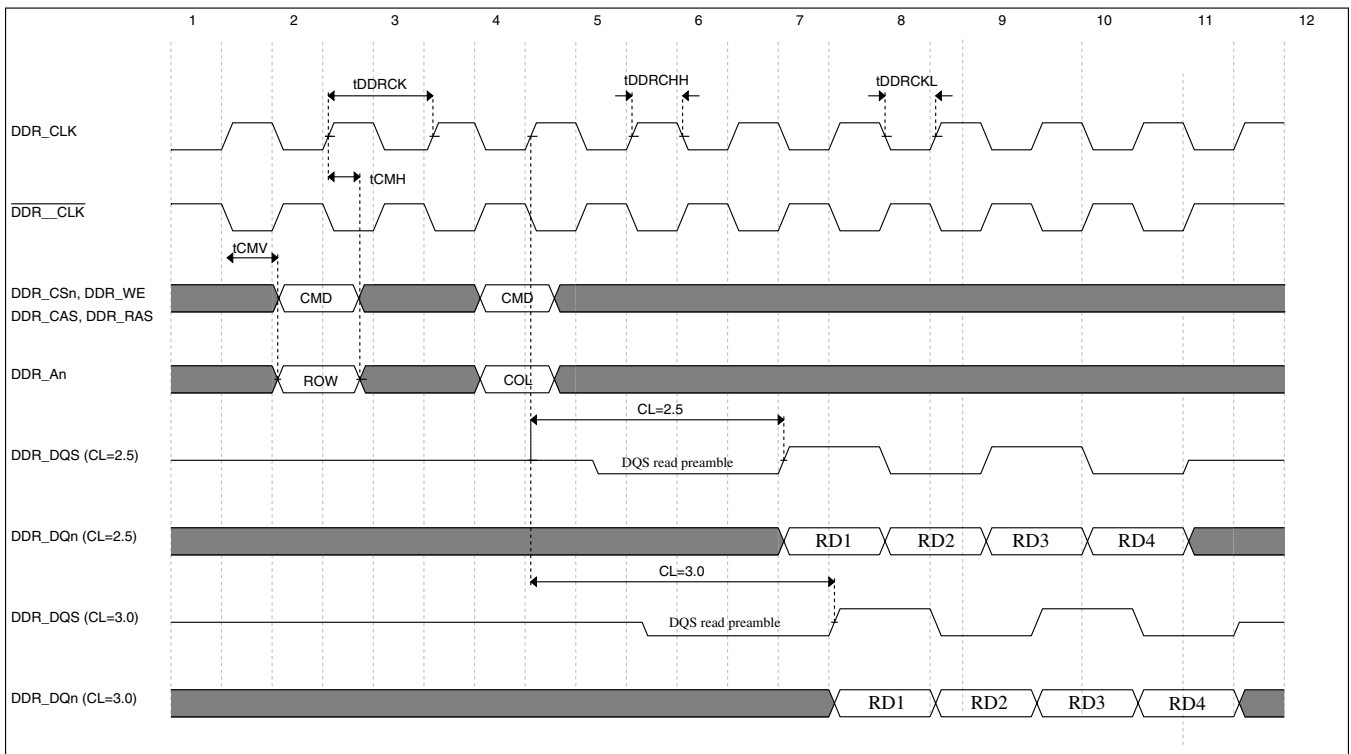 1 2 3 4 5 6 7 8 9 10 11 12
tDDRCK
tDDRCHH
tDDRCKL
DDR_CLK
tCMH
DDR__CLK
tCMV
DDR_CSn, DDR_WE
DDR_CAS, DDR_RAS
CMD CMD
DDR_An
ROW COL
CL=2.5
DDR_DQS (CL=2.5)
DQS read preamble
DDR_DQn (CL=2.5)
RD1 RD2 RD3 RD4
CL=3.0
DDR_DQS (CL=3.0)
DQS read preamble
DDR_DQn (CL=3.0)
RD1 RD2 RD3 RD4